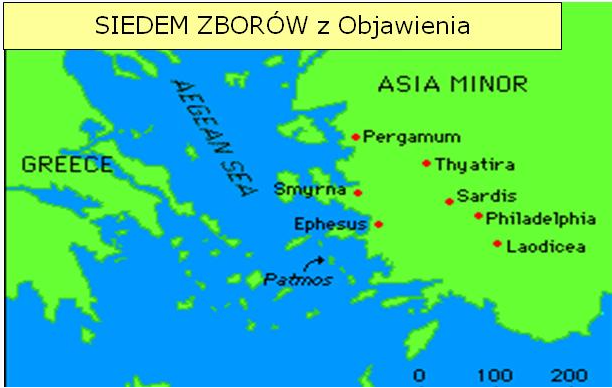 SIEDEM ZBORÓW z Objawienia
AEGEAN SEA
ASIA MINOR
GREECE
Pergamum
Thyatira
Smyrna
Sardis
Philadelphia
Ephesus
Laodicea
Patmos
0 100 200